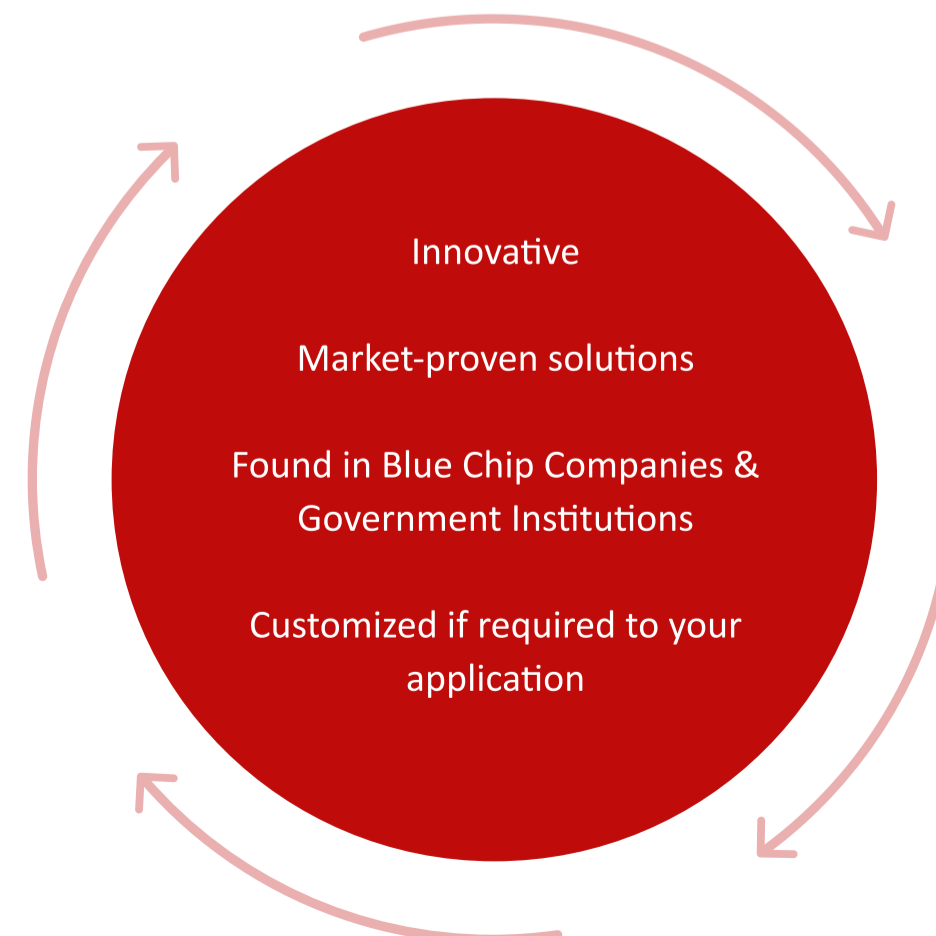 Innovative
Market-proven solutions
Found in Blue Chip Companies &
Government Institutions
Customized if required to your
application